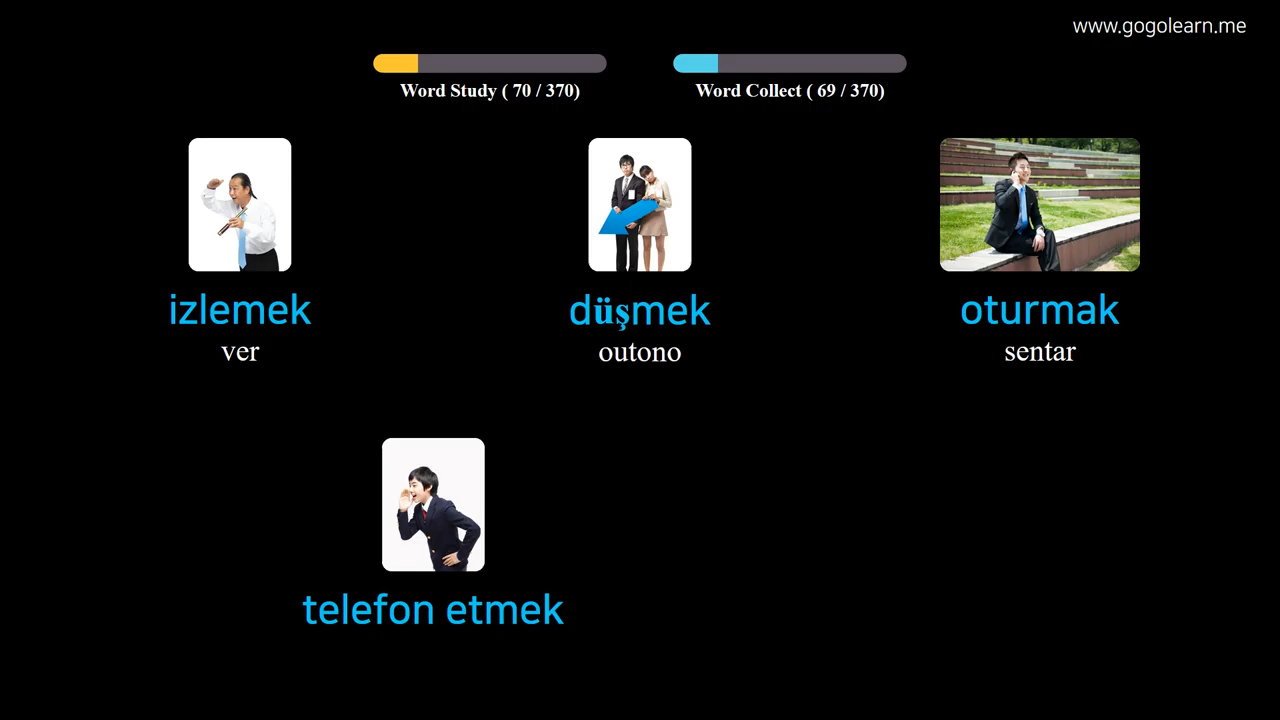 www.gogolearn.me
Word Study ( 70 / 370)
Word Collect ( 69 / 370)
izlemek
düşmek
oturmak
ver
outono
sentar
telefon etmek